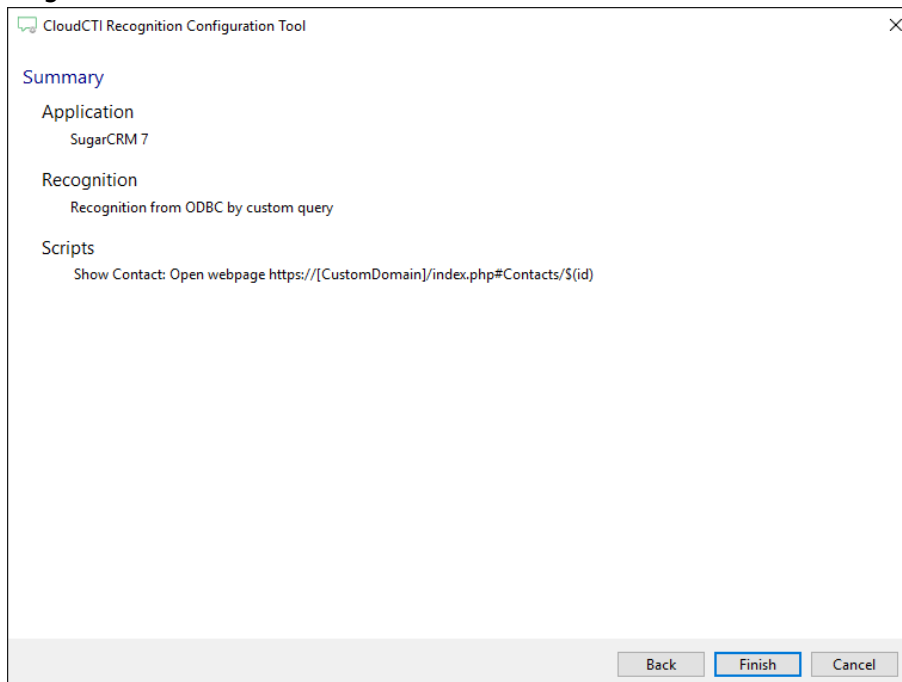 CloudCTI Recognition Configuration Tool
Summary
Application
SugarCRM 7
Recognition
Recognition from ODBC by custom query
Scripts
Show Contact: Open webpage https://[CustomDomain]/index.php#Contacts/$(id)
Back Finish Cancel